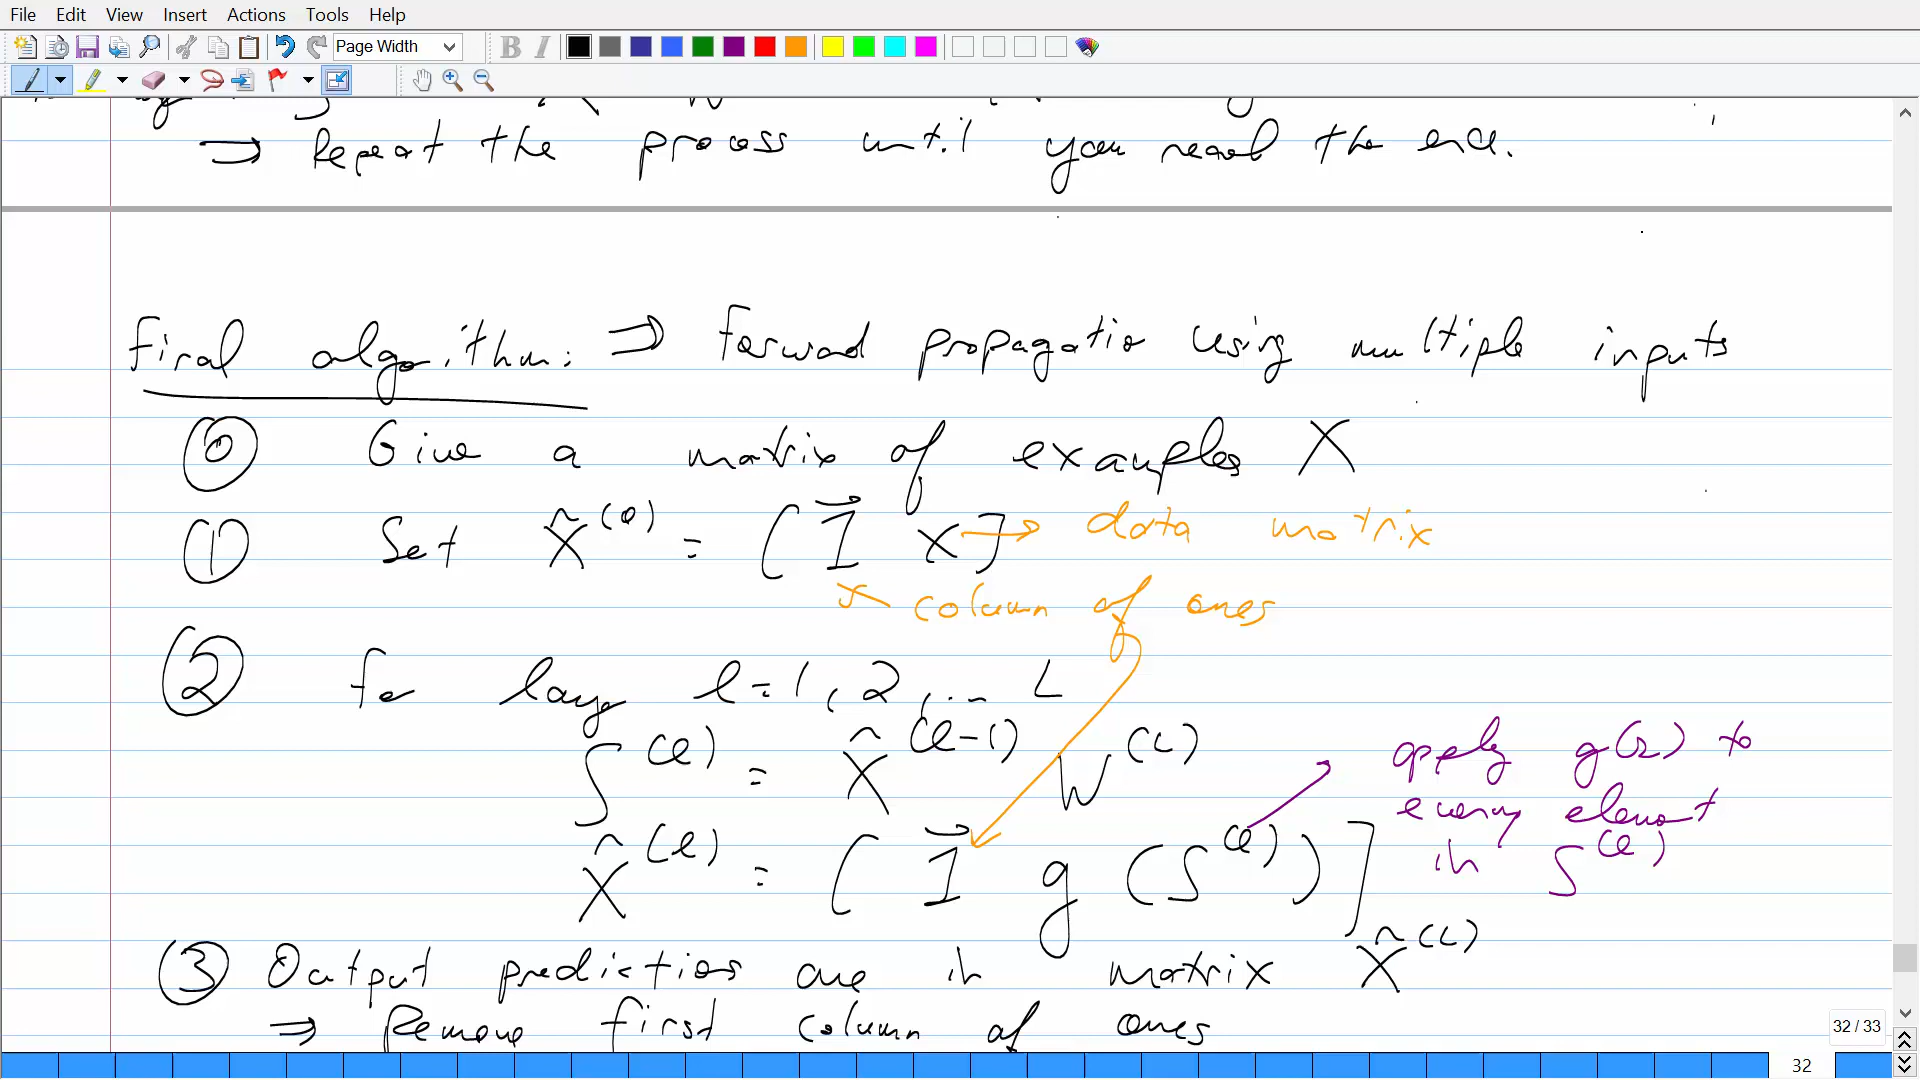 File Edit View Insert Actions Tools Help
Page Width
B I
⇒ Repeat the process until you reach the end.
Final algorithm: ⇒ Forward propagation using multiple inputs
⓪ Give a matrix of examples X
① Set X̃^(0) = [1⃗ X] → data matrix
column of ones
② for layer l=1, 2, ... L
S^(l) = X̃^(l-1) W^(L)
apply g(z) to
every element
in S^(l)
X̃^(l) = [1⃗ g(S^(l))]
③ Output predictions are in matrix X̃^(L)
⇒ Remove first column of ones
32 / 33
32